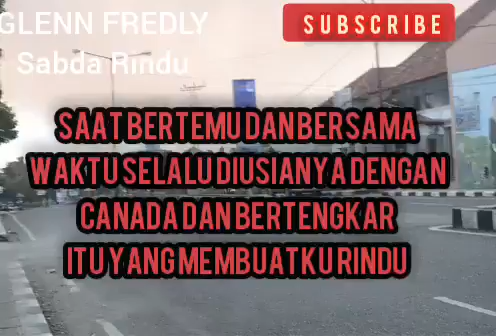 GLENN FREDLY
Sabda Rindu
SUBSCRIBE
SAAT BERTEMU DAN BERSAMA
WAKTU SELALU DIUSIANYA DENGAN
CANADA DAN BERTENGKAR
ITU YANG MEMBUATKU RINDU